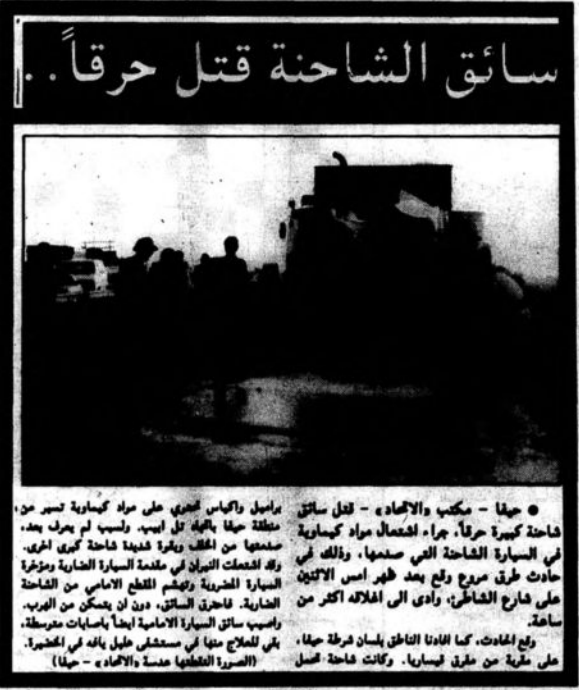 سائق الشاحنة قتل حرقاً..
● حيفا - مكتب «الاتحاد» - قتل سائق
شاحنة كبيرة حرقاً، جراء اشتعال مواد كيماوية
في السيارة الشاحنة التي صدمها، وذلك في
حادث طرق مروع وقع بعد ظهر امس الاثنين
على شارع الشاطئ، وادى الى اغلاقه اكثر من
ساعة.
وقع الحادث، كما افادنا الناطق بلسان شرطة حيفا،
على مقربة من مفرق قيساريا. وكانت شاحنة تحمل
براميل واكياس تحتوي على مواد كيماوية تسير من
منطقة حيفا باتجاه تل ابيب. ولسبب لم يعرف بعد،
صدمتها من الخلف وبقوة شديدة شاحنة كبرى اخرى.
وقد اشتعلت النيران في مقدمة السيارة الضاربة ومؤخرة
السيارة المضروبة وتهشم المقطع الامامي من الشاحنة
الضاربة. فاحترق السائق، دون ان يتمكن من الهرب.
واصيب سائق السيارة الامامية ايضاً باصابات متوسطة،
بقي للعلاج منها في مستشفى هليل يافه في الخضيرة.
(الصورة التقطتها عدسة «الاتحاد» - حيفا)